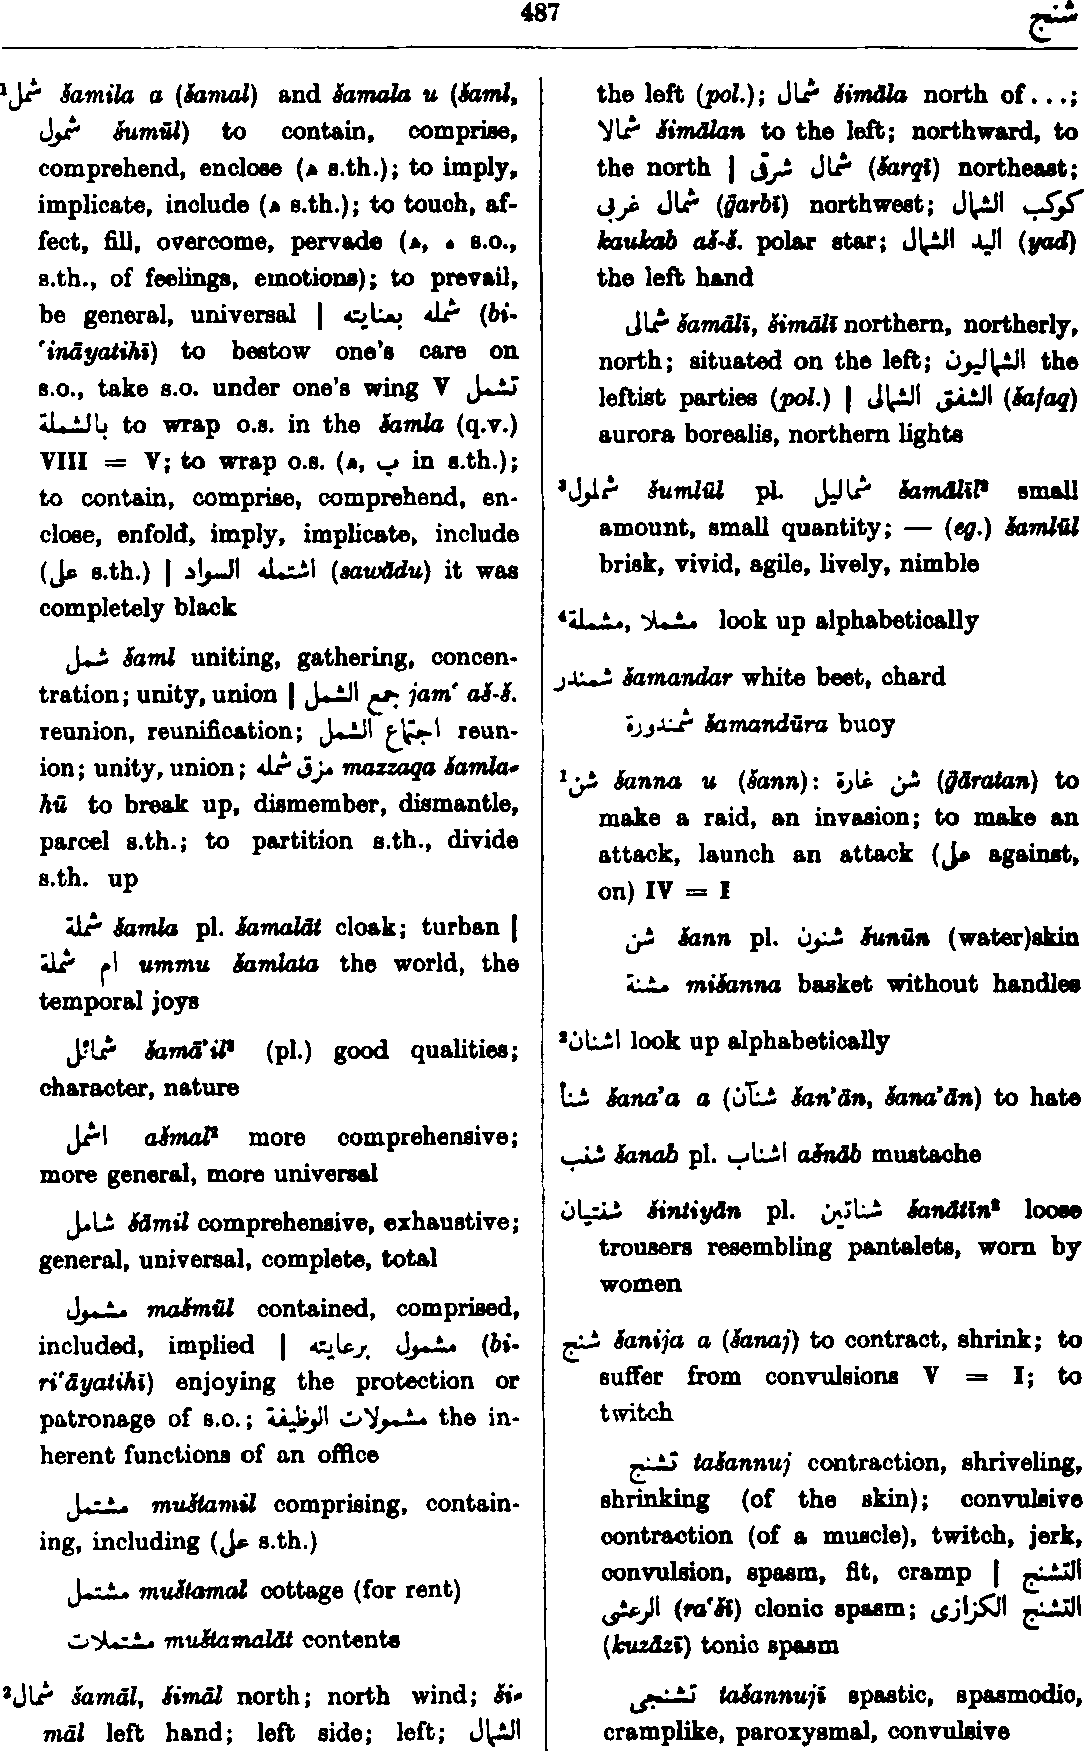 487
شنج
¹شمل šamila a (šamal) and šamala u (šaml,
شمول šumūl) to contain, comprise,
comprehend, enclose (ه s.th.); to imply,
implicate, include (ه s.th.); to touch, af-
fect, fill, overcome, pervade (ه, ه s.o.,
s.th., of feelings, emotions); to prevail,
be general, universal | شمله بعنايته (bi-
ʿināyatihī) to bestow one's care on
s.o., take s.o. under one's wing V تشمل
بالشملة to wrap o.s. in the šamla (q.v.)
VIII = V; to wrap o.s. (ه, ب in s.th.);
to contain, comprise, comprehend, en-
close, enfold, imply, implicate, include
(على s.th.) | اشتمله السواد (sawādu) it was
completely black
شمل šaml uniting, gathering, concen-
tration; unity, union | جمع الشمل jamʿ aš-š.
reunion, reunification; اجتماع الشمل reun-
ion; unity, union; مزق شمله mazzaqa šamla-
hū to break up, dismember, dismantle,
parcel s.th.; to partition s.th., divide
s.th. up
شملة šamla pl. šamalāt cloak; turban |
ام شملة ummu šamlata the world, the
temporal joys
شمائل šamāʾil² (pl.) good qualities;
character, nature
اشمل ašmal² more comprehensive;
more general, more universal
شامل šāmil comprehensive, exhaustive;
general, universal, complete, total
مشمول mašmūl contained, comprised,
included, implied | مشمول برعايته (bi-
riʿāyatihī) enjoying the protection or
patronage of s.o.; مشمولات الوظيفة the in-
herent functions of an office
مشتمل muštamil comprising, contain-
ing, including (على s.th.)
مشتمل muštamal cottage (for rent)
مشتملات muštamalāt contents
²شمال šamāl, šimāl north; north wind; ši-
māl left hand; left side; left; الشمال
the left (pol.); شمال šimāla north of...;
شمالا šimālan to the left; northward, to
the north | شمال شرقى (šarqī) northeast;
شمال غربى (ḡarbī) northwest; كوكب الشمال
kaukab aš-š. polar star; اليد الشمال (yad)
the left hand
شمالى šamālī, šimālī northern, northerly,
north; situated on the left; الشماليون the
leftist parties (pol.) | الشفق الشمالى (šafaq)
aurora borealis, northern lights
³شملول šumlūl pl. شماليل šamālīl² small
amount, small quantity; — (eg.) šamlūl
brisk, vivid, agile, lively, nimble
⁴مشملا, مشملة look up alphabetically
شمندر šamandar white beet, chard
شمندورة šamandūra buoy
¹شن šanna u (šann): شن غارة (ḡāratan) to
make a raid, an invasion; to make an
attack, launch an attack (على against,
on) IV = I
شن šann pl. شنون šunūn (water)skin
مشنة mišanna basket without handles
²اشنان look up alphabetically
شنأ šanaʾa a (شنآن šanʾān, šanaʾān) to hate
شنب šanab pl. اشناب ašnāb mustache
شنتيان šintiyān pl. شناتين šanātīn² loose
trousers resembling pantalets, worn by
women
شنج šanija a (šanaj) to contract, shrink; to
suffer from convulsions V = I; to
twitch
تشنج tašannuj contraction, shriveling,
shrinking (of the skin); convulsive
contraction (of a muscle), twitch, jerk,
convulsion, spasm, fit, cramp | التشنج
الرعشى (raʿšī) clonic spasm; التشنج الكزازى
(kuzāzī) tonic spasm
تشنجى tašannujī spastic, spasmodic,
cramplike, paroxysmal, convulsive